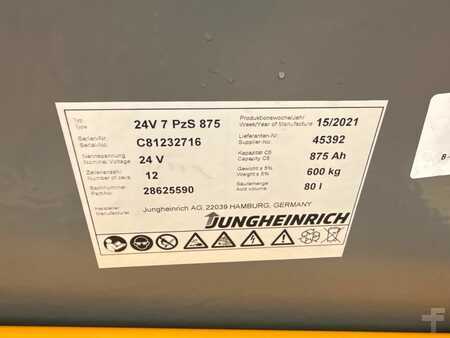 Typ
Type
24V 7 PzS 875
Produktionswoche/Jahr
Week/Year of Manufacture
15/2021
Serien-Nr.
Serial-No.
C81232716
Lieferanten-Nr.
Supplier-no.
45392
Nennspannung
Nominal Voltage
24 V
Kapazität C5
Capacity C5
875 Ah
Zellenanzahl
Number of cells
12
Gewicht ± 5%
Weight ± 5%
600 kg
Sachnummer
Part-No.
28625590
Säuremenge
Acid volume
80 l
Hersteller
Manufacturer
Jungheinrich AG, 22039 HAMBURG, GERMANY
JUNGHEINRICH